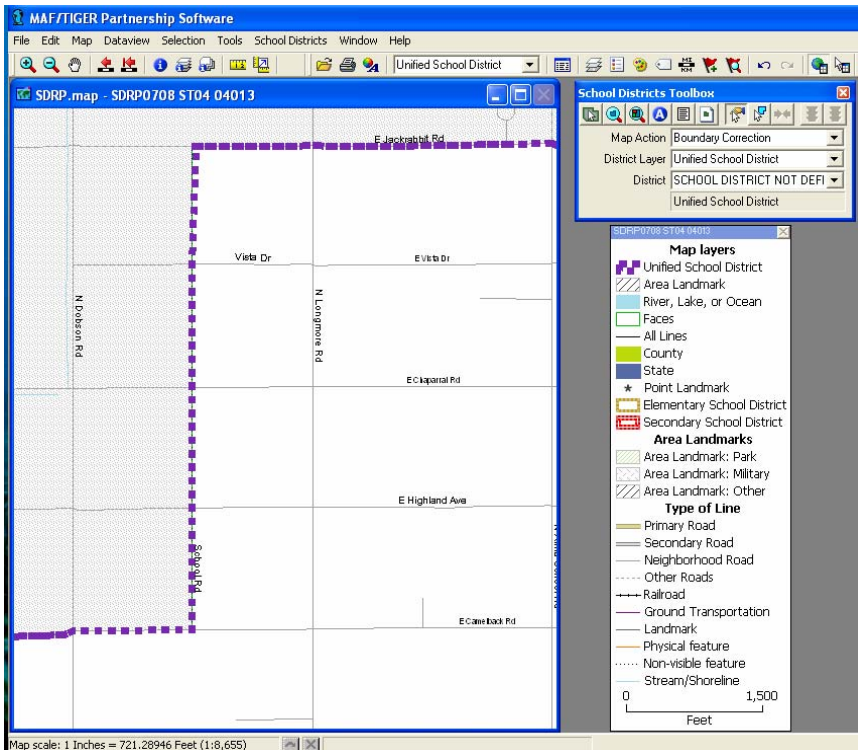 MAF/TIGER Partnership Software
File Edit Map Dataview Selection Tools School Districts Window Help
Unified School District
SDRP.map - SDRP0708 ST04 04013
E Jackrabbit Rd
Vista Dr
E Vista Dr
N Dobson Rd
N Longmore Rd
E Chaparral Rd
E Highland Ave
School Rd
E Camelback Rd
School Districts Toolbox
Map Action Boundary Correction
District Layer Unified School District
District SCHOOL DISTRICT NOT DEFI
Unified School District
SDRP0708 ST04 04013
Map layers
Unified School District
Area Landmark
River, Lake, or Ocean
Faces
All Lines
County
State
Point Landmark
Elementary School District
Secondary School District
Area Landmarks
Area Landmark: Park
Area Landmark: Military
Area Landmark: Other
Type of Line
Primary Road
Secondary Road
Neighborhood Road
Other Roads
Railroad
Ground Transportation
Landmark
Physical feature
Non-visible feature
Stream/Shoreline
0 1,500
Feet
Map scale: 1 Inches = 721.28946 Feet (1:8,655)